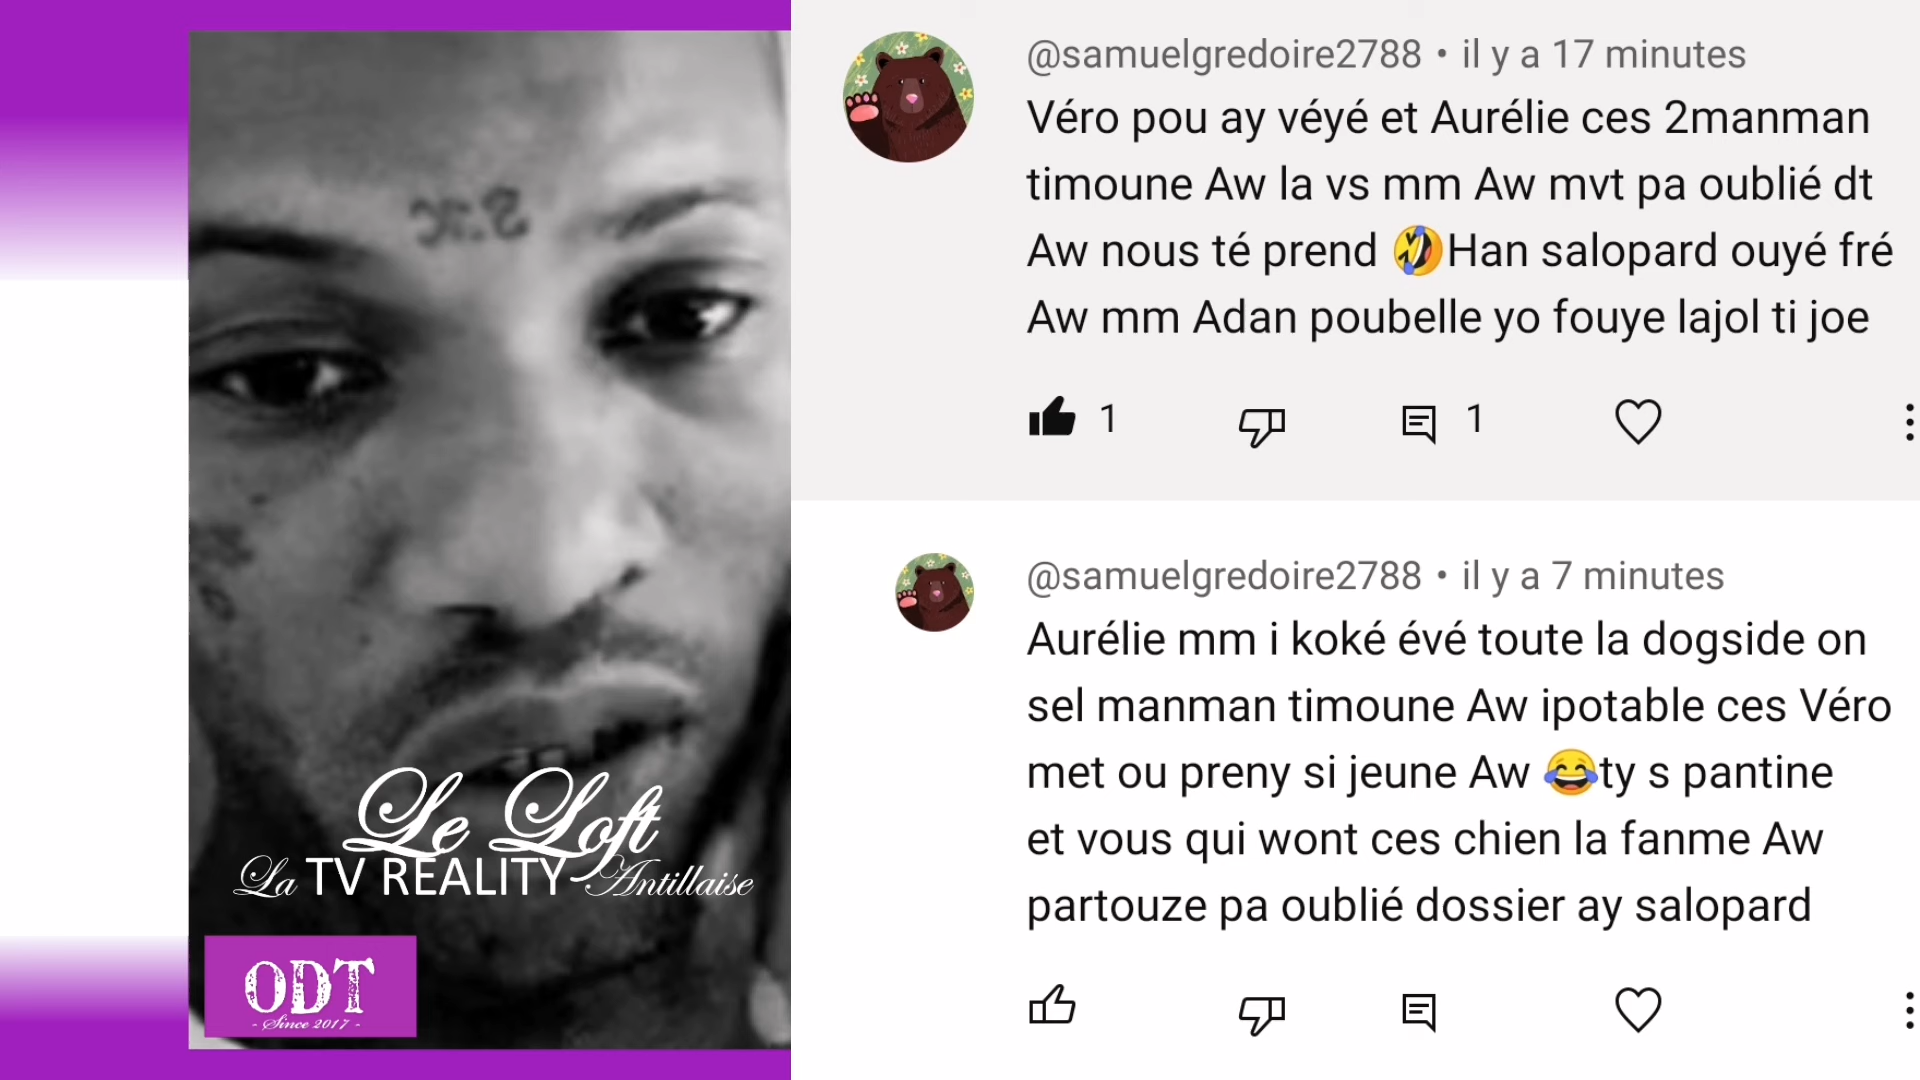 Le Loft
La TV REALITY Antillaise
ODT
- Since 2017 -
@samuelgredoire2788 • il y a 17 minutes
Véro pou ay véyé et Aurélie ces 2manman
timoune Aw la vs mm Aw mvt pa oublié dt
Aw nous té prend 🤣Han salopard ouyé fré
Aw mm Adan poubelle yo fouye lajol ti joe
1
1
@samuelgredoire2788 • il y a 7 minutes
Aurélie mm i koké évé toute la dogside on
sel manman timoune Aw ipotable ces Véro
met ou preny si jeune Aw 😂ty s pantine
et vous qui wont ces chien la fanme Aw
partouze pa oublié dossier ay salopard